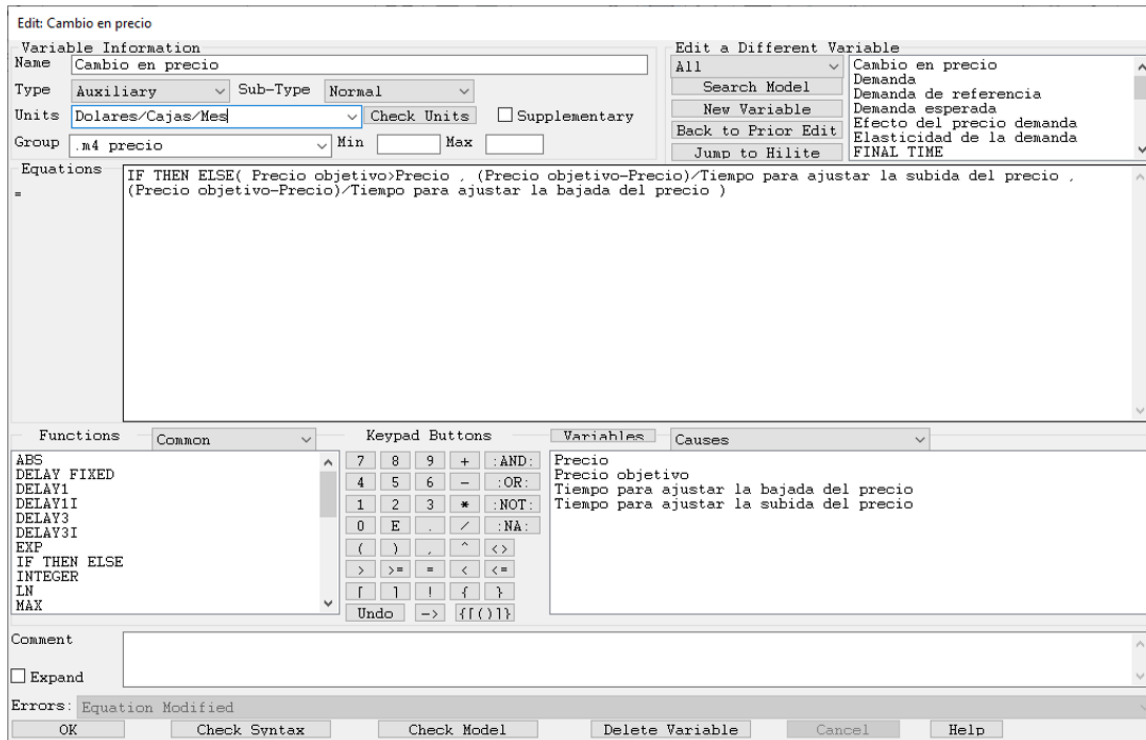 Edit: Cambio en precio
Variable Information
Edit a Different Variable
Name Cambio en precio
All
Cambio en precio
Demanda
Demanda de referencia
Demanda esperada
Efecto del precio demanda
Elasticidad de la demanda
FINAL TIME
Type Auxiliary Sub-Type Normal
Search Model
Units Dolares/Cajas/Mes Check Units Supplementary
New Variable
Group .m4 precio Min Max
Back to Prior Edit
Jump to Hilite
Equations
=
IF THEN ELSE( Precio objetivo>Precio , (Precio objetivo-Precio)/Tiempo para ajustar la subida del precio ,
(Precio objetivo-Precio)/Tiempo para ajustar la bajada del precio )
Functions Common
Keypad Buttons
Variables Causes
ABS
DELAY FIXED
DELAY1
DELAY1I
DELAY3
DELAY3I
EXP
IF THEN ELSE
INTEGER
LN
MAX
7 8 9 + :AND:
4 5 6 - :OR:
1 2 3 * :NOT:
0 E . / :NA:
( ) , ^ <>
> >= = < <=
[ ] ! { }
Undo -> {[()]}
Precio
Precio objetivo
Tiempo para ajustar la bajada del precio
Tiempo para ajustar la subida del precio
Comment
Expand
Errors: Equation Modified
OK Check Syntax Check Model Delete Variable Cancel Help